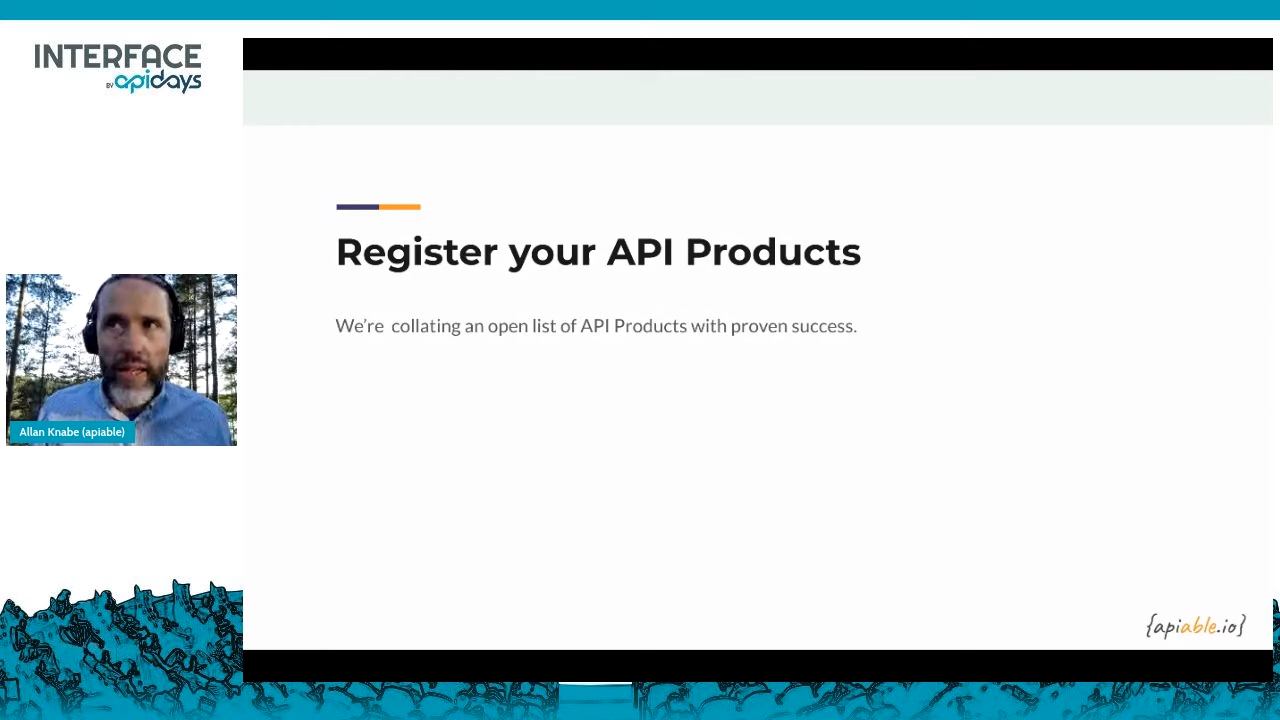 INTERFACE
BY apidays
Register your API Products
We're collating an open list of API Products with proven success.
Allan Knabe (apiable)
{apiable.io}